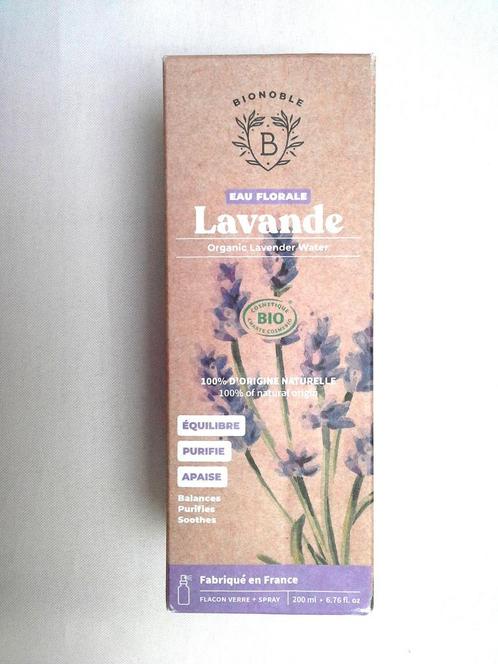 BIONOBLE
B
EAU FLORALE
Lavande
Organic Lavender Water
COSMETIQUE
BIO
CHARTE COSMEBIO
100% D'ORIGINE NATURELLE
100% of natural origin
ÉQUILIBRE
PURIFIE
APAISE
Balances
Purifies
Soothes
Fabriqué en France
FLACON VERRE + SPRAY 200 ml • 6.76 fl. oz